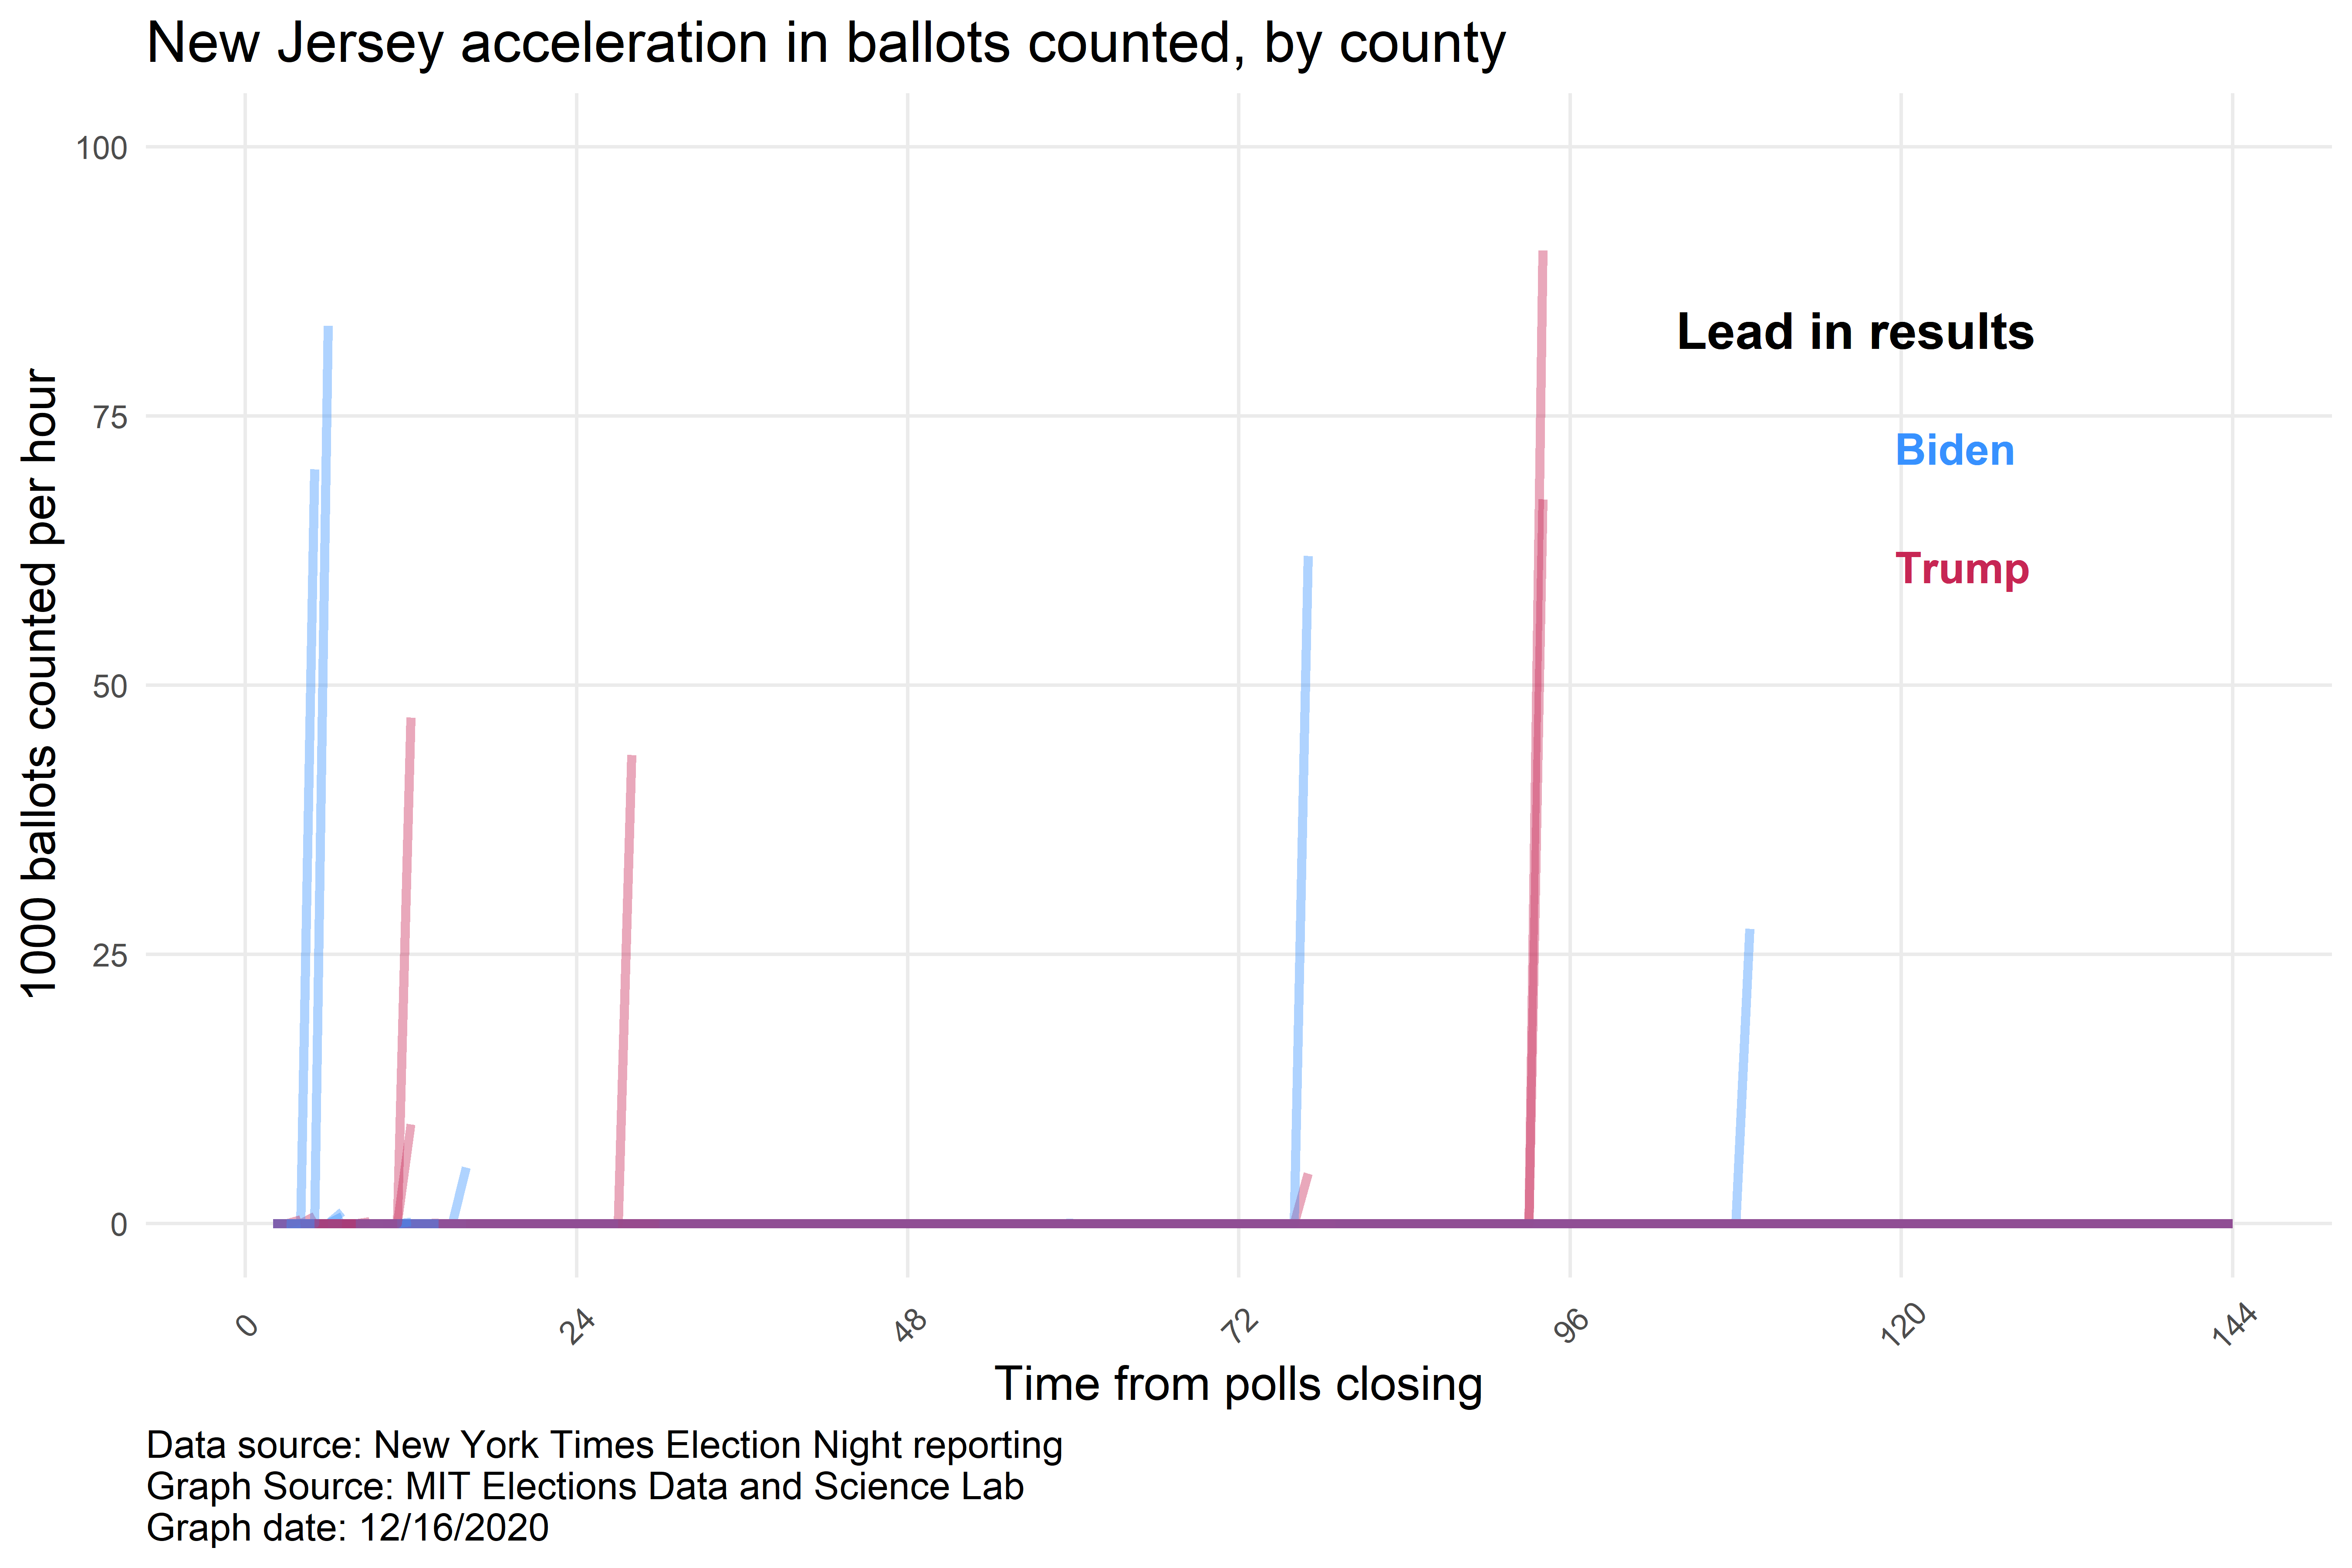 New Jersey acceleration in ballots counted, by county
1000 ballots counted per hour
100
75
50
25
0
Lead in results
Biden
Trump
0
24
48
72
96
120
144
Time from polls closing
Data source: New York Times Election Night reporting
Graph Source: MIT Elections Data and Science Lab
Graph date: 12/16/2020